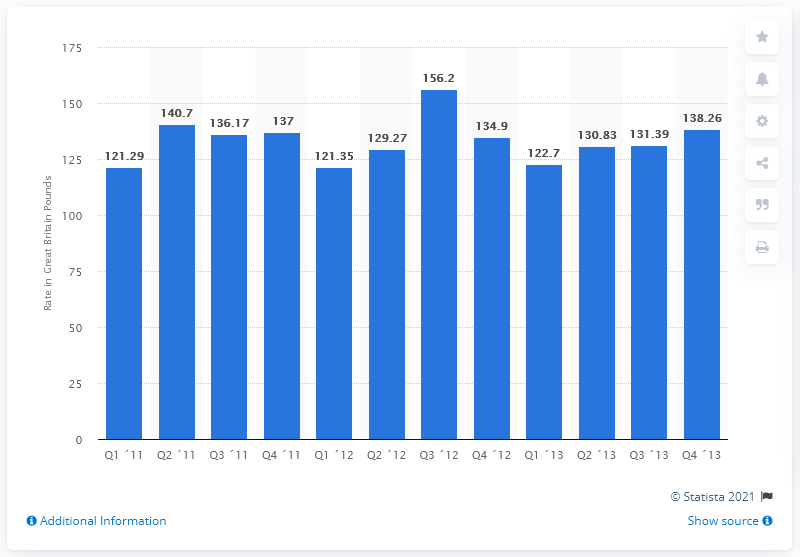 175
150
125
100
75
50
25
0
Rate in Great Britain Pounds
121.29
140.7
136.17
137
121.35
129.27
156.2
134.9
122.7
130.83
131.39
138.26
Q1 ´11
Q2 ´11
Q3 ´11
Q4 ´11
Q1 ´12
Q2 ´12
Q3 ´12
Q4 ´12
Q1 ´13
Q2 ´13
Q3 ´13
Q4 ´13
© Statista 2021
Additional Information
Show source